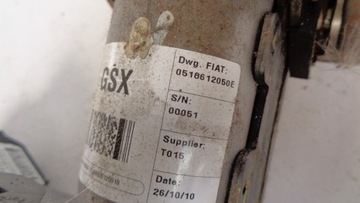 GSX
Dwg. FIAT:
0518612050E
S/N:
00051
Supplier:
T015
Date:
26/10/10